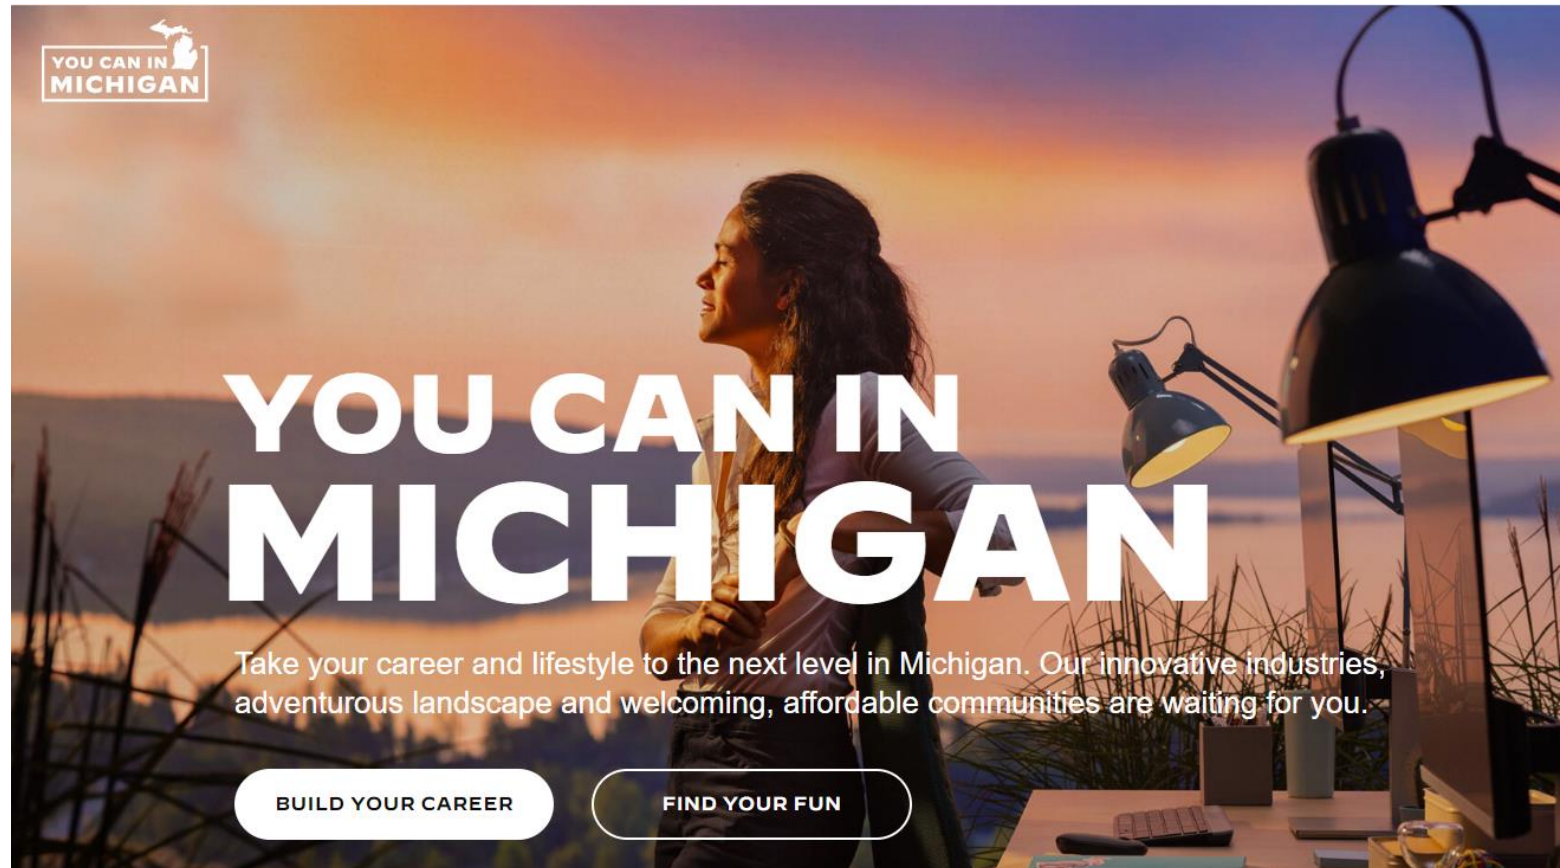 YOU CAN IN
MICHIGAN
YOU CAN IN
MICHIGAN
Take your career and lifestyle to the next level in Michigan. Our innovative industries,
adventurous landscape and welcoming, affordable communities are waiting for you.
BUILD YOUR CAREER
FIND YOUR FUN